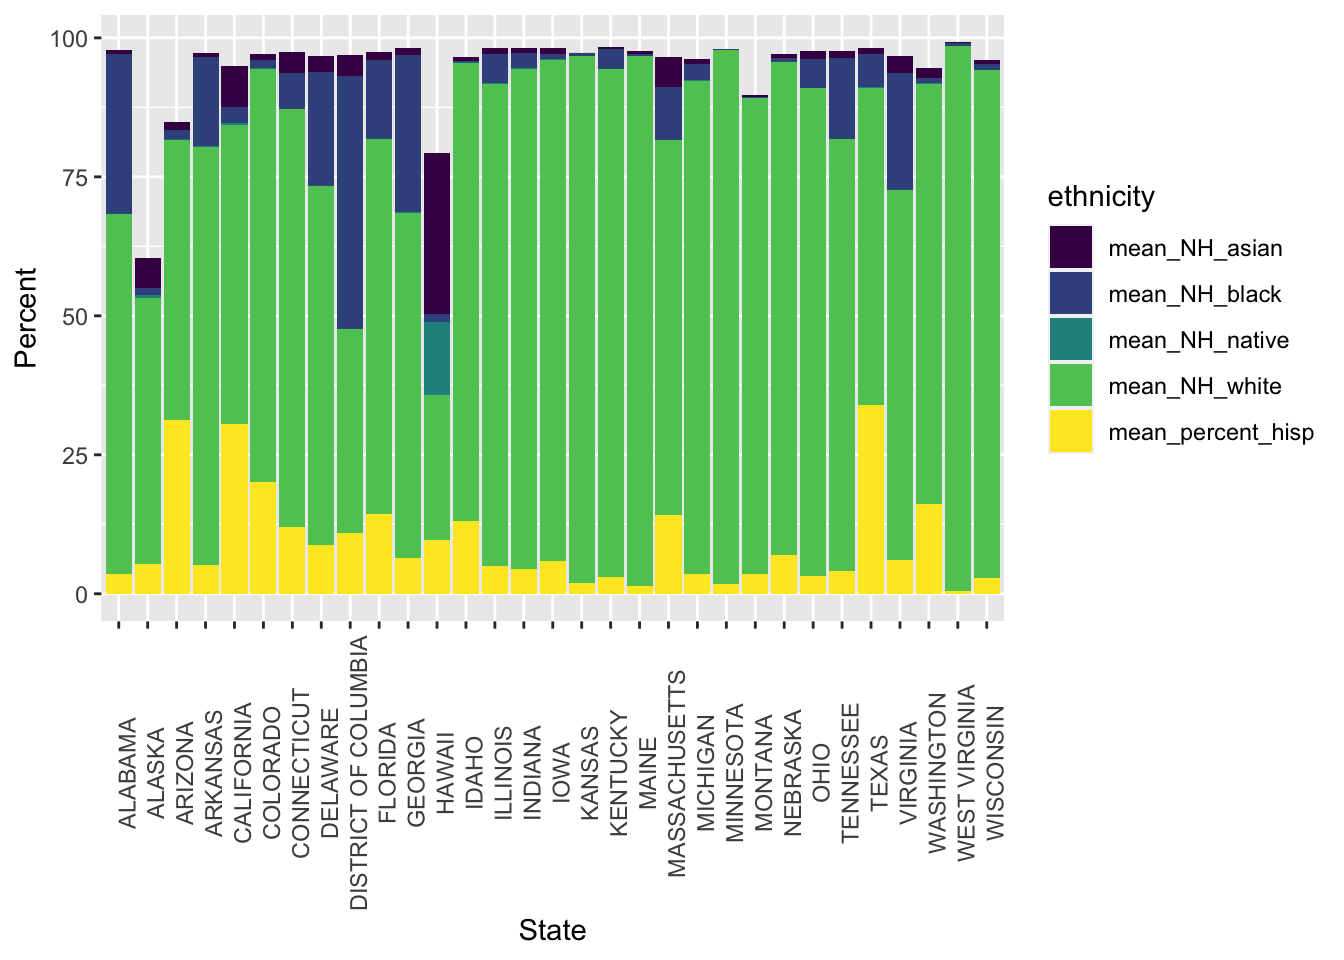 100
75
50
25
0
Percent
ALABAMA
ALASKA
ARIZONA
ARKANSAS
CALIFORNIA
COLORADO
CONNECTICUT
DELAWARE
DISTRICT OF COLUMBIA
FLORIDA
GEORGIA
HAWAII
IDAHO
ILLINOIS
INDIANA
IOWA
KANSAS
KENTUCKY
MAINE
MASSACHUSETTS
MICHIGAN
MINNESOTA
MONTANA
NEBRASKA
OHIO
TENNESSEE
TEXAS
VIRGINIA
WASHINGTON
WEST VIRGINIA
WISCONSIN
State
ethnicity
mean_NH_asian
mean_NH_black
mean_NH_native
mean_NH_white
mean_percent_hisp